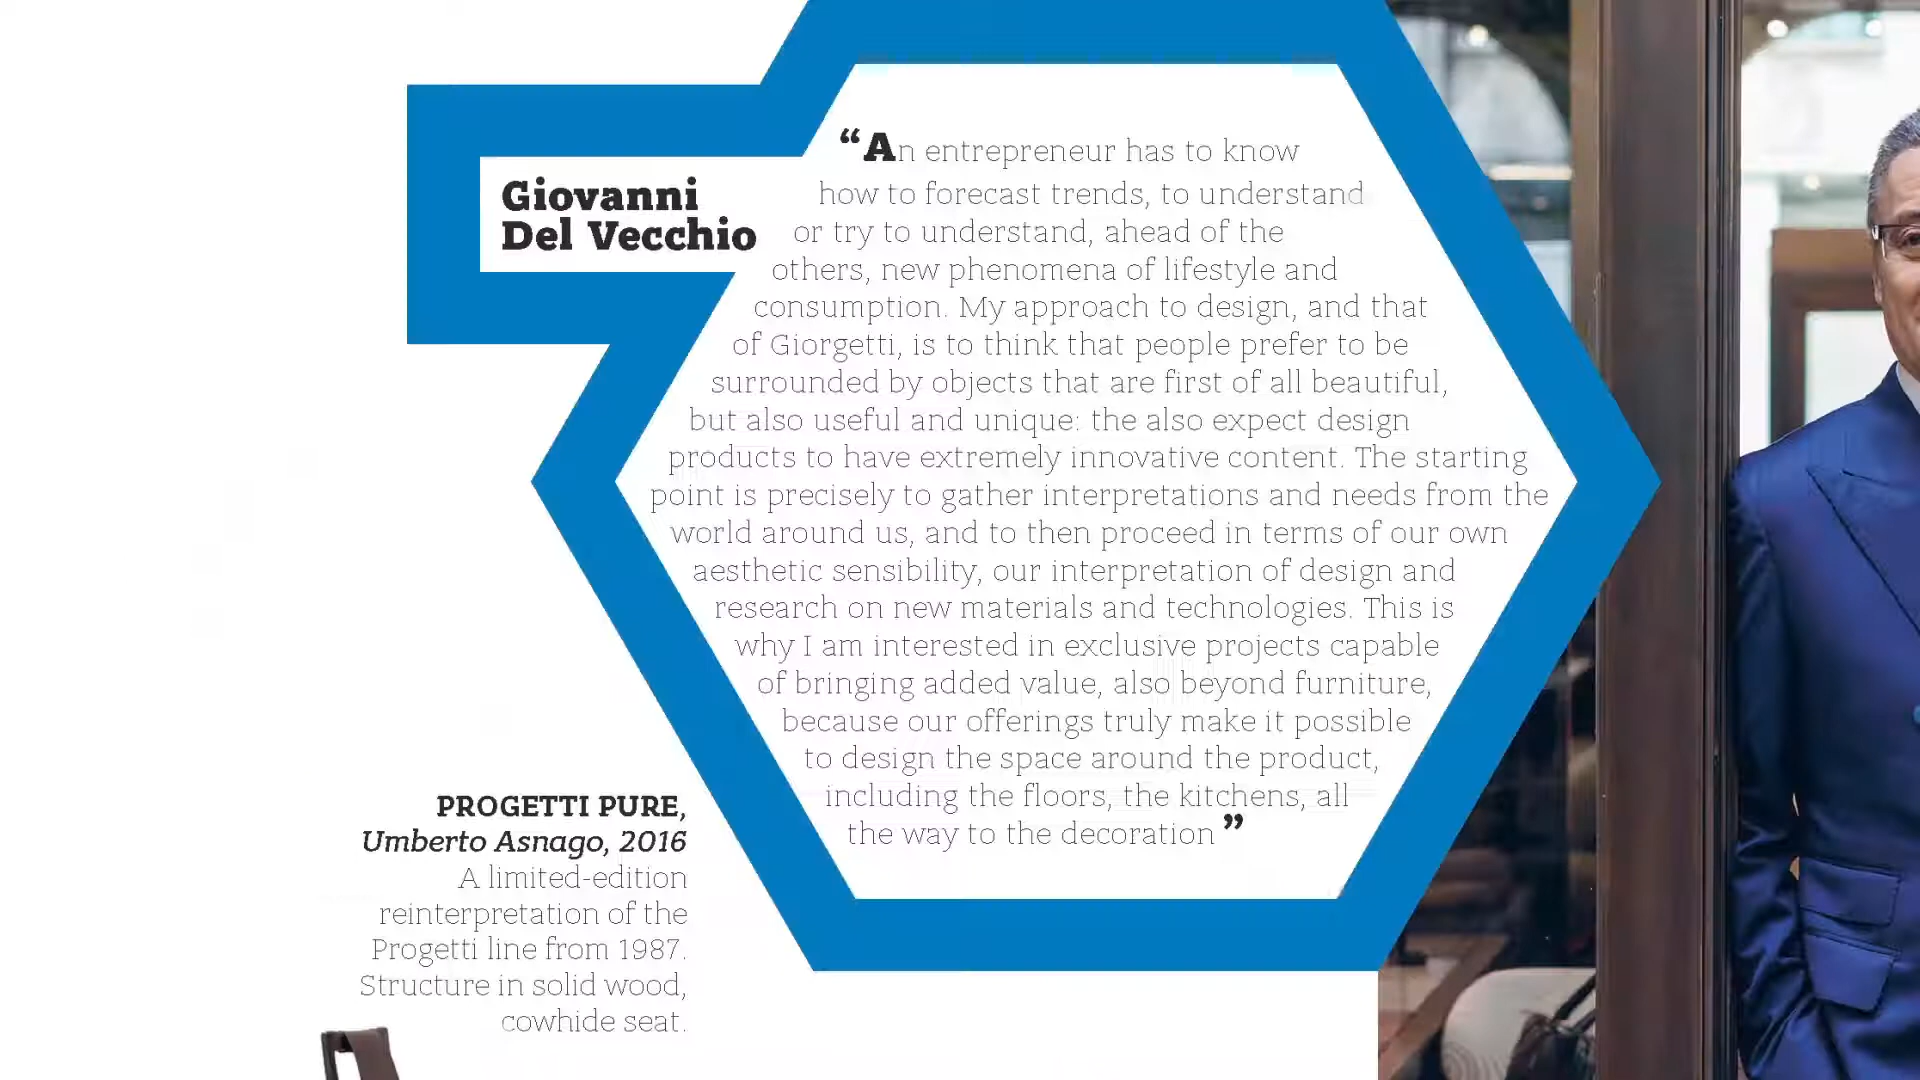 Giovanni
Del Vecchio
“An entrepreneur has to know
how to forecast trends, to understand
or try to understand, ahead of the
others, new phenomena of lifestyle and
consumption. My approach to design, and that
of Giorgetti, is to think that people prefer to be
surrounded by objects that are first of all beautiful,
but also useful and unique: the also expect design
products to have extremely innovative content. The starting
point is precisely to gather interpretations and needs from the
world around us, and to then proceed in terms of our own
aesthetic sensibility, our interpretation of design and
research on new materials and technologies. This is
why I am interested in exclusive projects capable
of bringing added value, also beyond furniture,
because our offerings truly make it possible
to design the space around the product,
including the floors, the kitchens, all
the way to the decoration”
PROGETTI PURE,
Umberto Asnago, 2016
A limited-edition
reinterpretation of the
Progetti line from 1987.
Structure in solid wood,
cowhide seat.